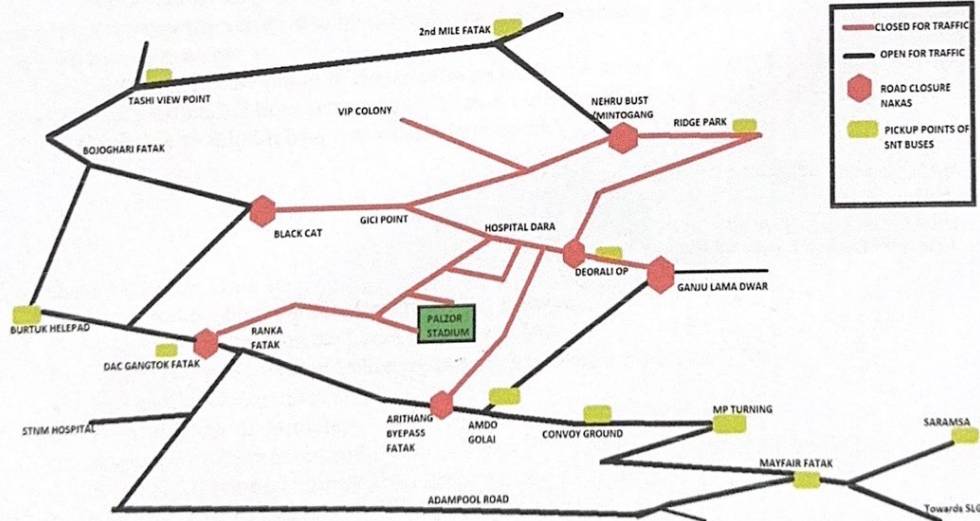 2nd MILE FATAK
TASHI VIEW POINT
VIP COLONY
NEHRU BUST
/MINTOGANG
RIDGE PARK
BOJOGHARI FATAK
BLACK CAT
GICI POINT
HOSPITAL DARA
DEORALI OP
GANJU LAMA DWAR
BURTUK HELEPAD
DAC GANGTOK FATAK
RANKA
FATAK
PALZOR
STADIUM
STNM HOSPITAL
ARITHANG
BYEPASS
FATAK
AMDO
GOLAI
CONVOY GROUND
MP TURNING
SARAMSA
MAYFAIR FATAK
ADAMPOOL ROAD
Towards
CLOSED FOR TRAFFIC
OPEN FOR TRAFFIC
ROAD CLOSURE
NAKAS
PICKUP POINTS OF
SNT BUSES